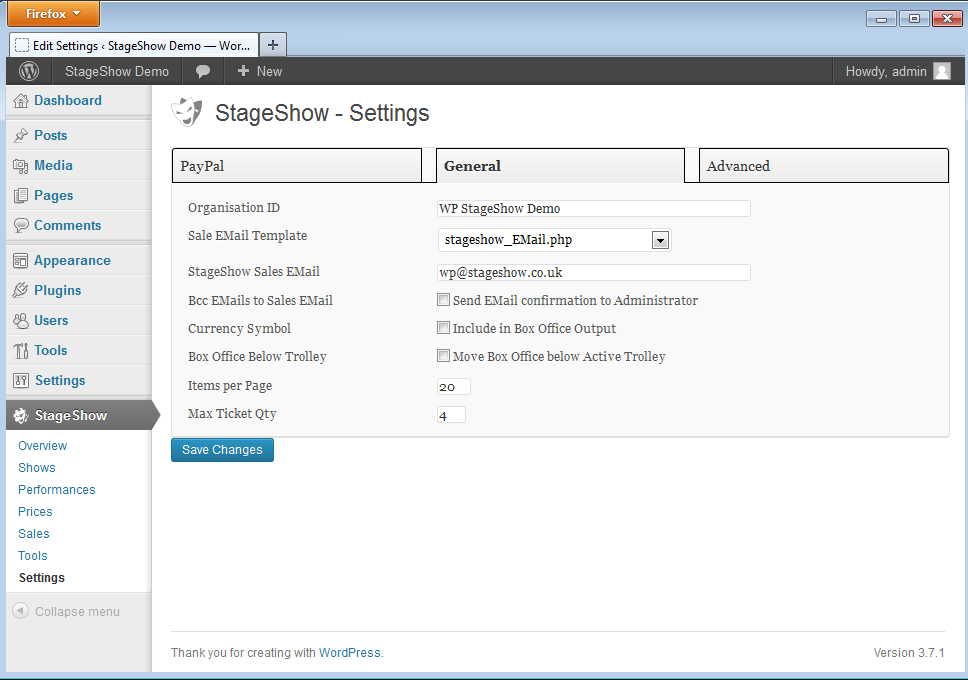 Firefox
Edit Settings ‹ StageShow Demo — Wor...
StageShow Demo
New
Howdy, admin
Dashboard
Posts
Media
Pages
Comments
Appearance
Plugins
Users
Tools
Settings
StageShow
Overview
Shows
Performances
Prices
Sales
Tools
Settings
Collapse menu
StageShow - Settings
PayPal General Advanced
Organisation ID WP StageShow Demo
Sale EMail Template stageshow_EMail.php
StageShow Sales EMail wp@stageshow.co.uk
Bcc EMails to Sales EMail Send EMail confirmation to Administrator
Currency Symbol Include in Box Office Output
Box Office Below Trolley Move Box Office below Active Trolley
Items per Page 20
Max Ticket Qty 4
Save Changes
Thank you for creating with WordPress. Version 3.7.1